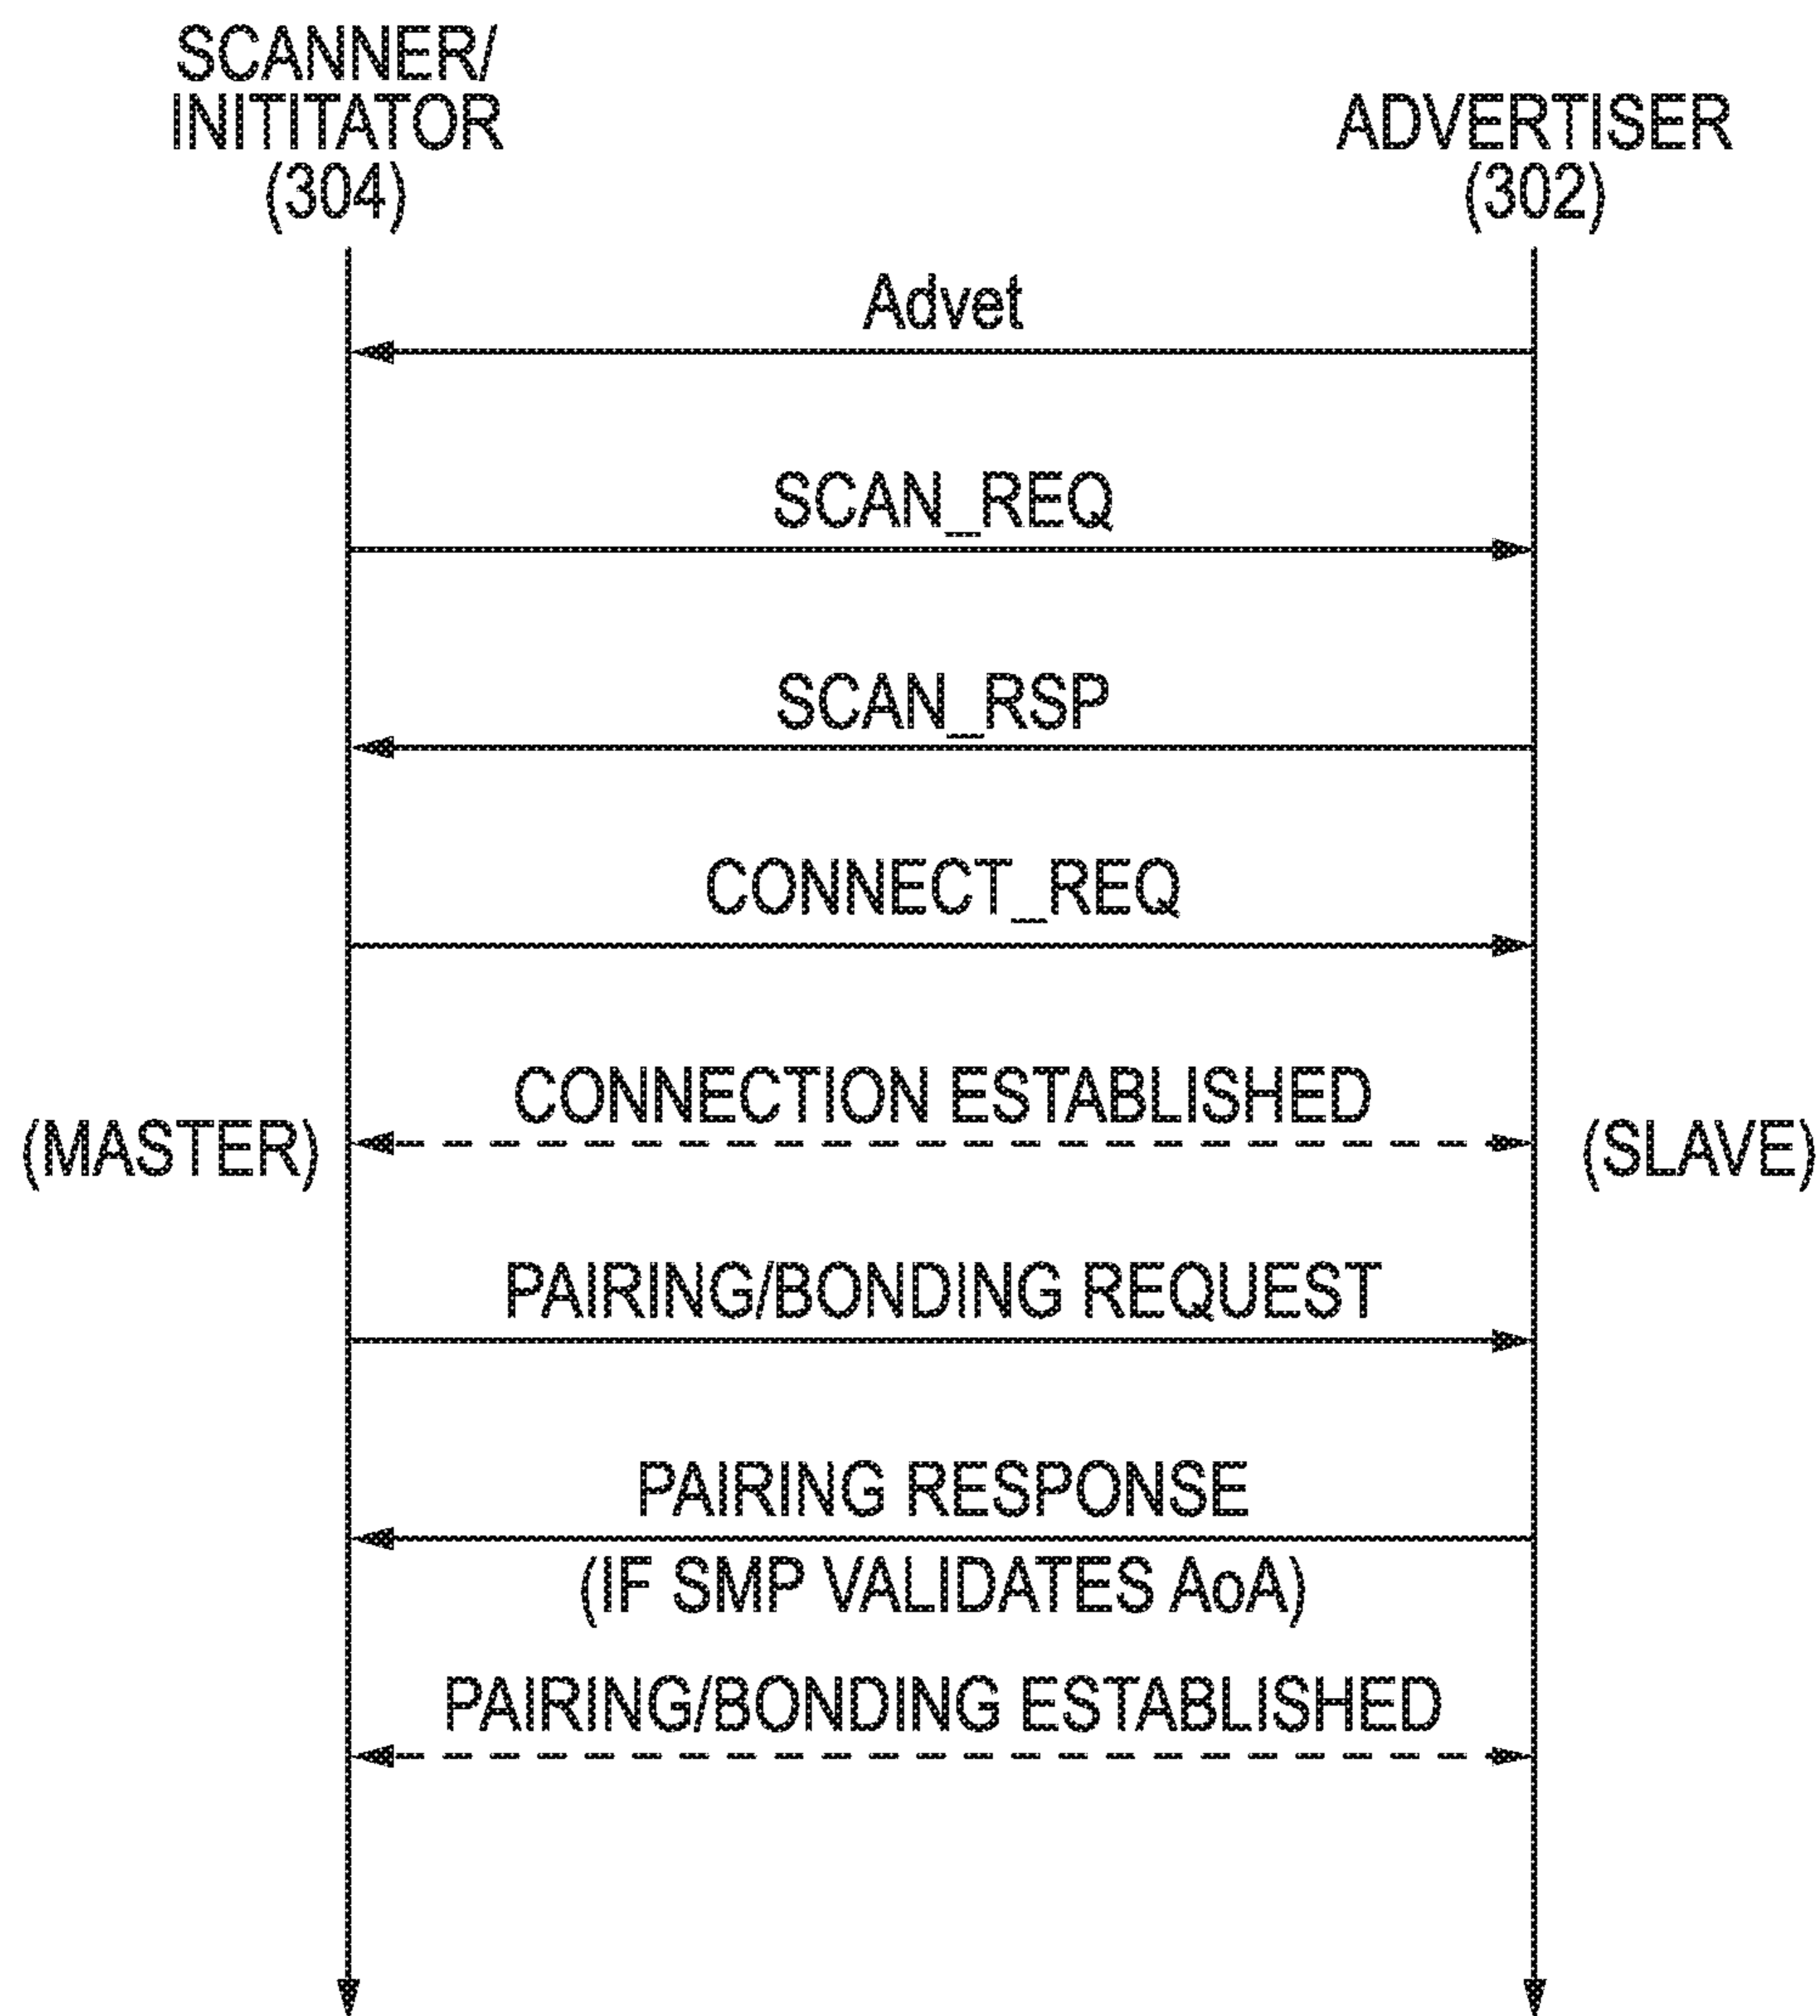 SCANNER/
INITITATOR
(304)
ADVERTISER
(302)
Advet
SCAN_REQ
SCAN_RSP
CONNECT_REQ
CONNECTION ESTABLISHED
(MASTER)
(SLAVE)
PAIRING/BONDING REQUEST
PAIRING RESPONSE
(IF SMP VALIDATES AoA)
PAIRING/BONDING ESTABLISHED